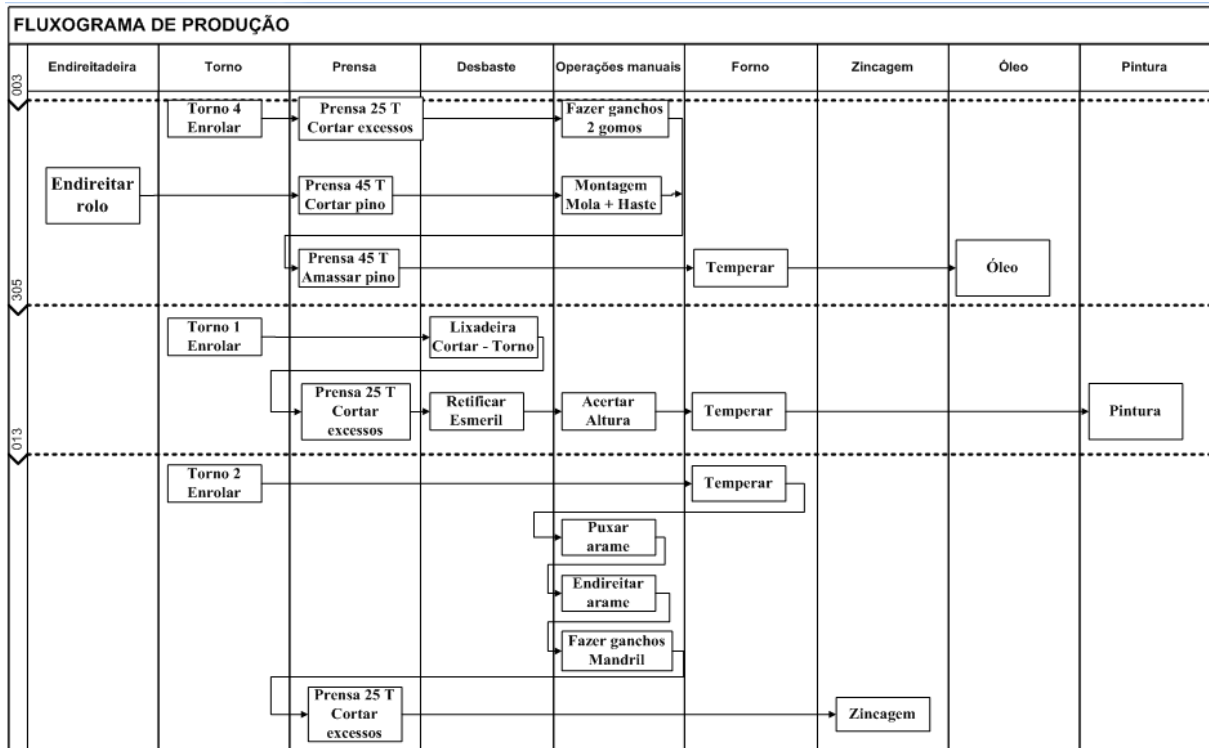 FLUXOGRAMA DE PRODUÇÃO
Endireitadeira
Torno
Prensa
Desbaste
Operações manuais
Forno
Zincagem
Óleo
Pintura
003
Torno 4
Enrolar
Prensa 25 T
Cortar excessos
Fazer ganchos
2 gomos
Endireitar
rolo
Prensa 45 T
Cortar pino
Montagem
Mola + Haste
Prensa 45 T
Amassar pino
Temperar
Óleo
305
Torno 1
Enrolar
Lixadeira
Cortar - Torno
Prensa 25 T
Cortar
excessos
Retificar
Esmeril
Acertar
Altura
Temperar
Pintura
013
Torno 2
Enrolar
Temperar
Puxar
arame
Endireitar
arame
Fazer ganchos
Mandril
Prensa 25 T
Cortar
excessos
Zincagem